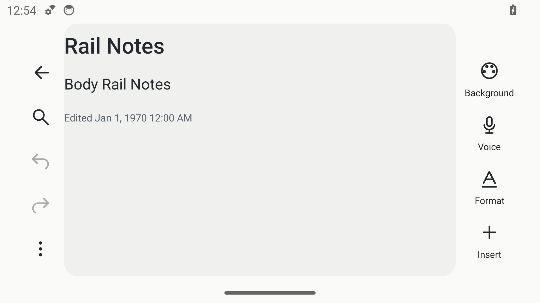 12:54
Rail Notes
Body Rail Notes
Edited Jan 1, 1970 12:00 AM
Background
Voice
Format
Insert